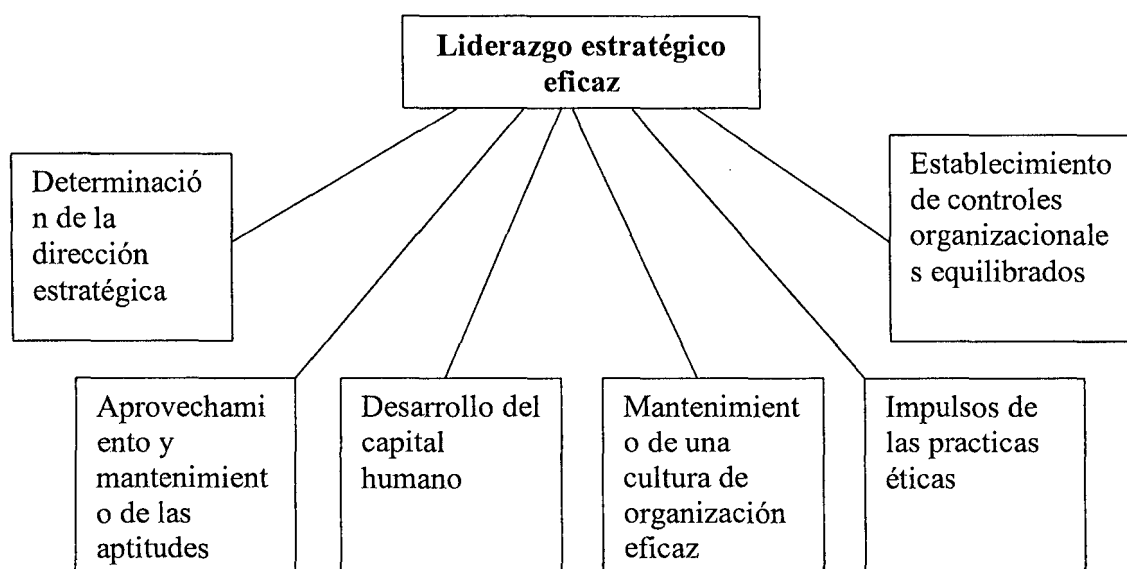 Liderazgo estratégico
eficaz
Determinació
n de la
dirección
estratégica
Establecimiento
de controles
organizacionale
s equilibrados
Aprovechami
ento y
mantenimient
o de las
aptitudes
Desarrollo del
capital
humano
Mantenimient
o de una
cultura de
organización
eficaz
Impulsos de
las practicas
éticas